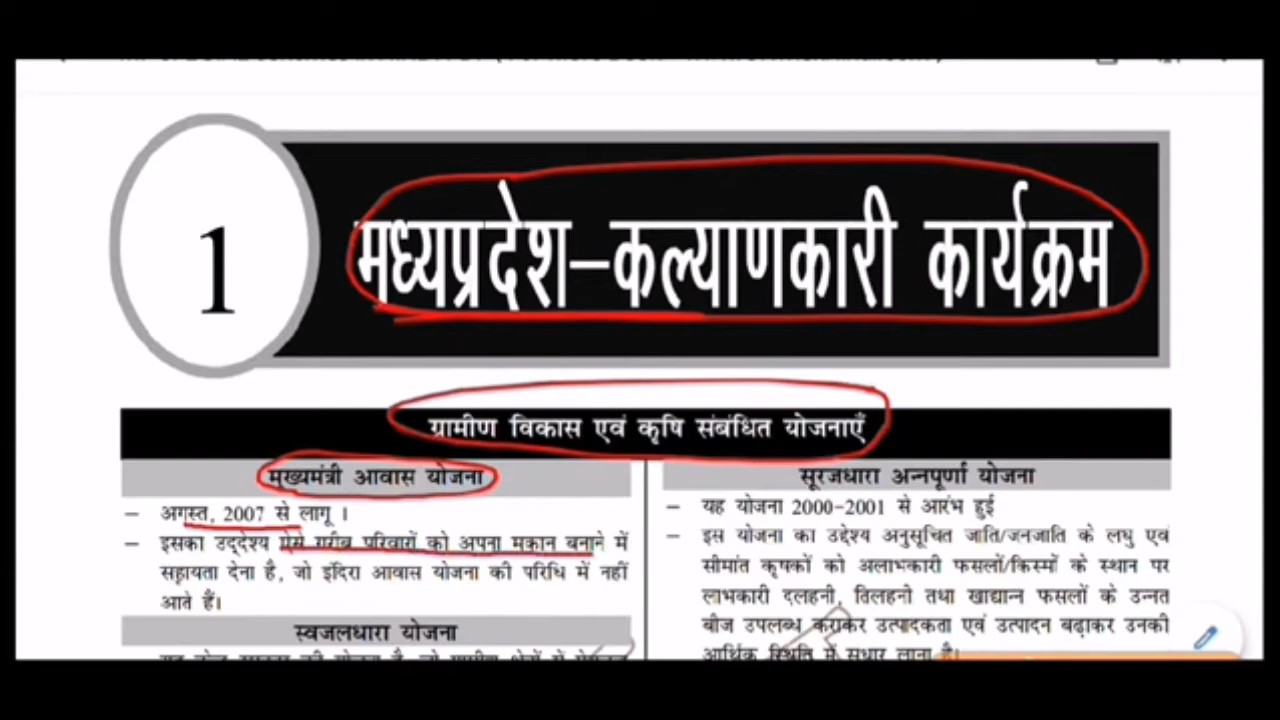 1
मध्यप्रदेश–कल्याणकारी कार्यक्रम
ग्रामीण विकास एवं कृषि संबंधित योजनाएँ
मुख्यमंत्री आवास योजना
– अगस्त, 2007 से लागू ।
– इसका उद्देश्य ऐसे गरीब परिवारों को अपना मकान बनाने में
सहायता देना है, जो इंदिरा आवास योजना की परिधि में नहीं
आते हैं।
स्वजलधारा योजना
सूरजधारा अन्नपूर्णा योजना
– यह योजना 2000-2001 से आरंभ हुई
– इस योजना का उद्देश्य अनुसूचित जाति/जनजाति के लघु एवं
सीमांत कृषकों को अलाभकारी फसलों/किस्मों के स्थान पर
लाभकारी दलहनी, तिलहनी तथा खाद्यान्न फसलों के उन्नत
बीज उपलब्ध कराकर उत्पादकता एवं उत्पादन बढ़ाकर उनकी
आर्थिक स्थिति में सुधार लाना है।